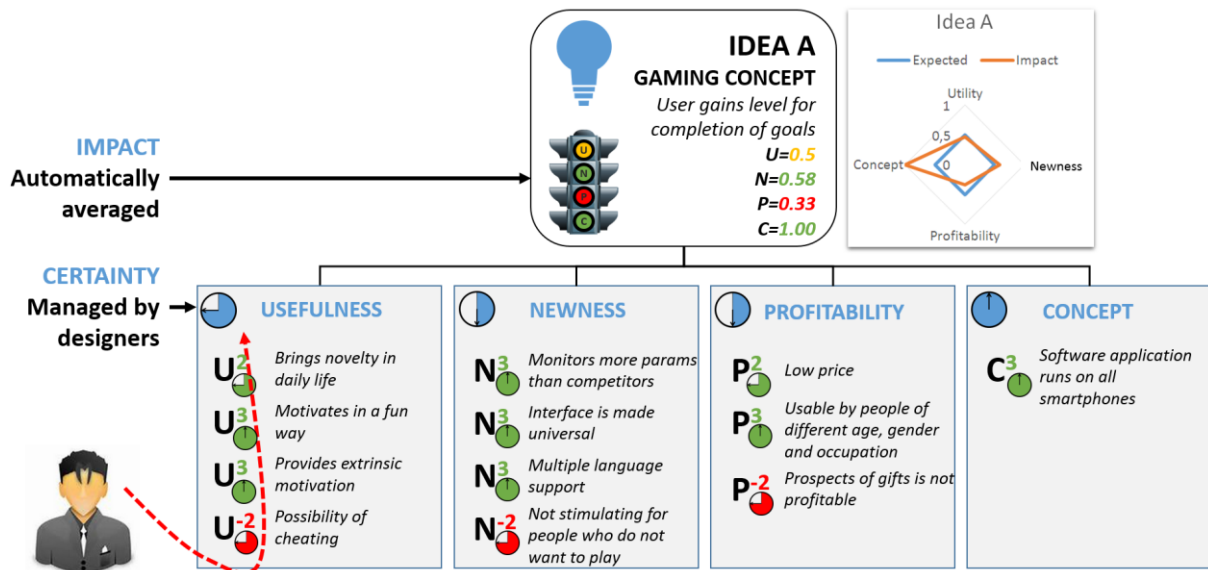 IDEA A
GAMING CONCEPT
User gains level for
completion of goals
U=0.5
N=0.58
P=0.33
C=1.00
U
N
P
C
Idea A
Expected
Impact
Utility
1
0,5
0
Concept
Newness
Profitability
IMPACT
Automatically
averaged
CERTAINTY
Managed by
designers
USEFULNESS
U2
Brings novelty in
daily life
U3
Motivates in a fun
way
U3
Provides extrinsic
motivation
U-2
Possibility of
cheating
NEWNESS
N3
Monitors more params
than competitors
N3
Interface is made
universal
N3
Multiple language
support
N-2
Not stimulating for
people who do not
want to play
PROFITABILITY
P2
Low price
P3
Usable by people of
different age, gender
and occupation
P-2
Prospects of gifts is not
profitable
CONCEPT
C3
Software application
runs on all
smartphones